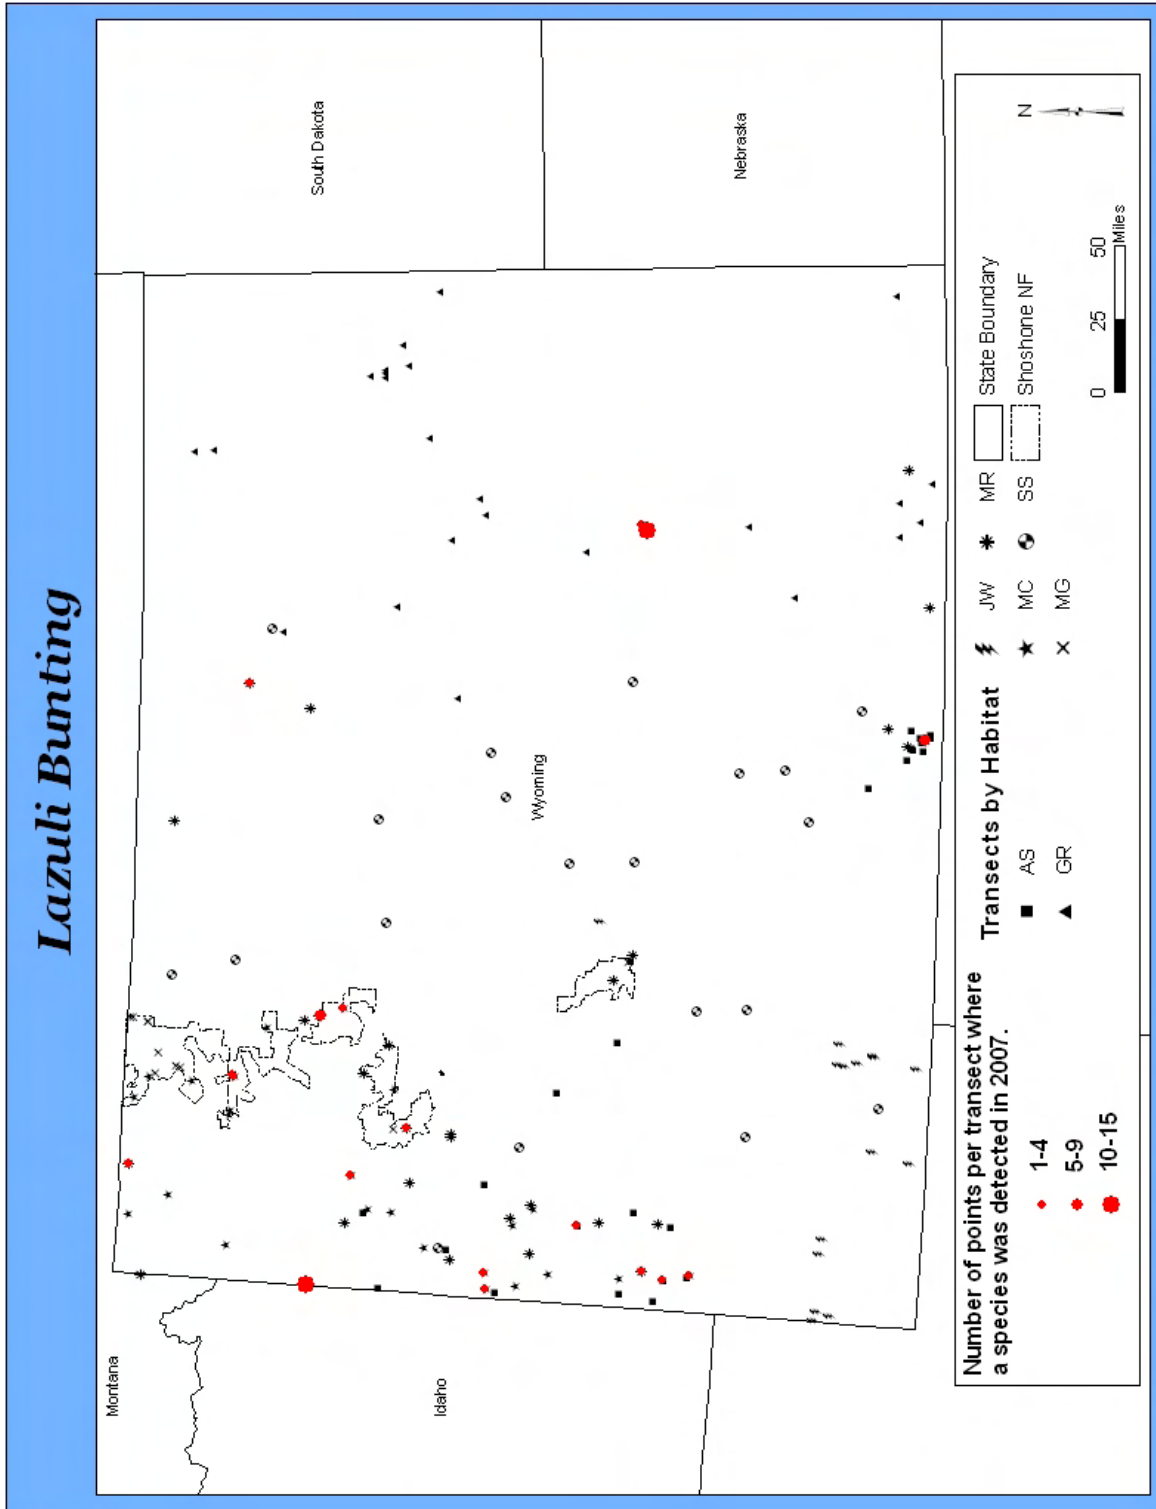 Lazuli Bunting
Montana
Idaho
Wyoming
South Dakota
Nebraska
Number of points per transect where
a species was detected in 2007.
1-4
5-9
10-15
Transects by Habitat
AS
GR
JW
MC
MG
MR
SS
State Boundary
Shoshone NF
N
0 25 50
Miles